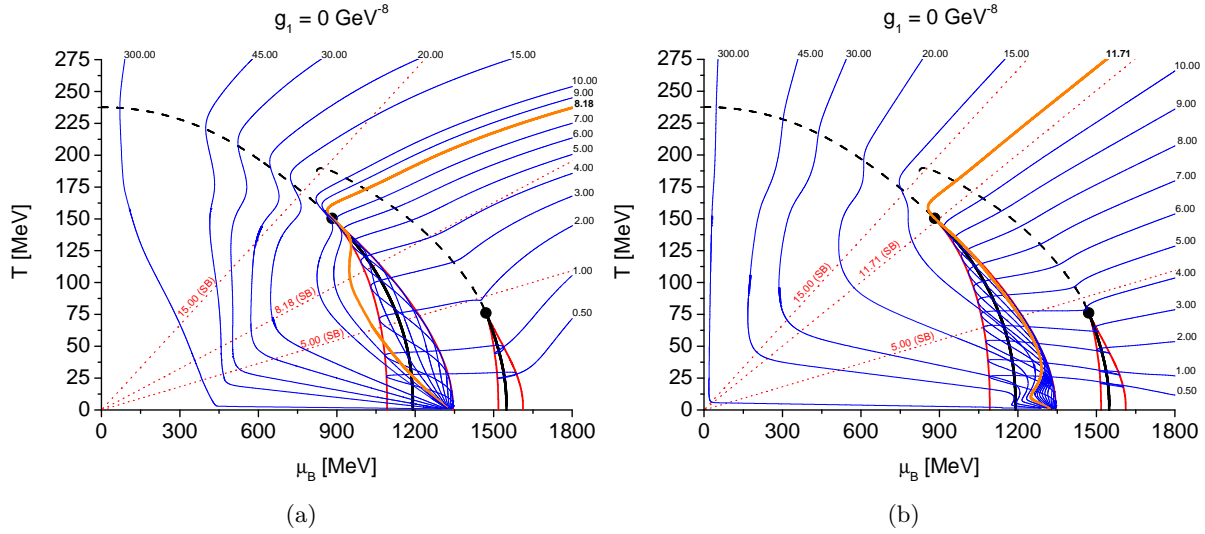 g₁ = 0 GeV⁻⁸
300.00 45.00 30.00 20.00 15.00
275
250
225
200
175
150
125
100
75
50
25
0
T [MeV]
10.00
9.00
8.18
7.00
6.00
5.00
4.00
3.00
2.00
1.00
0.50
15.00 (SB)
8.18 (SB)
5.00 (SB)
0 300 600 900 1200 1500 1800
μB [MeV]
(a)
g₁ = 0 GeV⁻⁸
300.00 45.00 30.00 20.00 15.00 11.71
275
250
225
200
175
150
125
100
75
50
25
0
T [MeV]
10.00
9.00
8.00
7.00
6.00
5.00
4.00
3.00
2.00
1.00
0.50
15.00 (SB)
11.71 (SB)
5.00 (SB)
0 300 600 900 1200 1500 1800
μB [MeV]
(b)